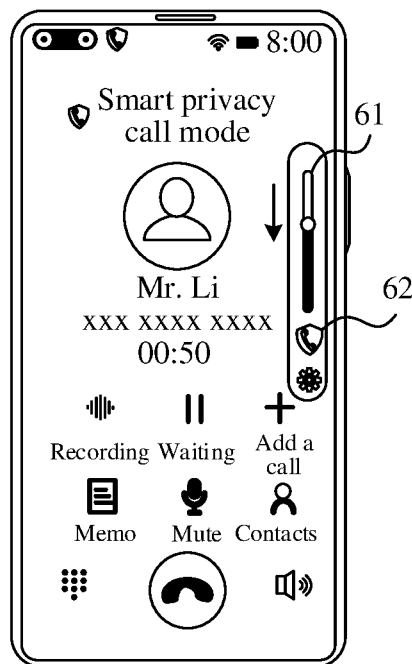 8:00
Smart privacy
call mode
61
62
Mr. Li
xxx xxxx xxxx
00:50
Recording Waiting Add a
call
Memo Mute Contacts